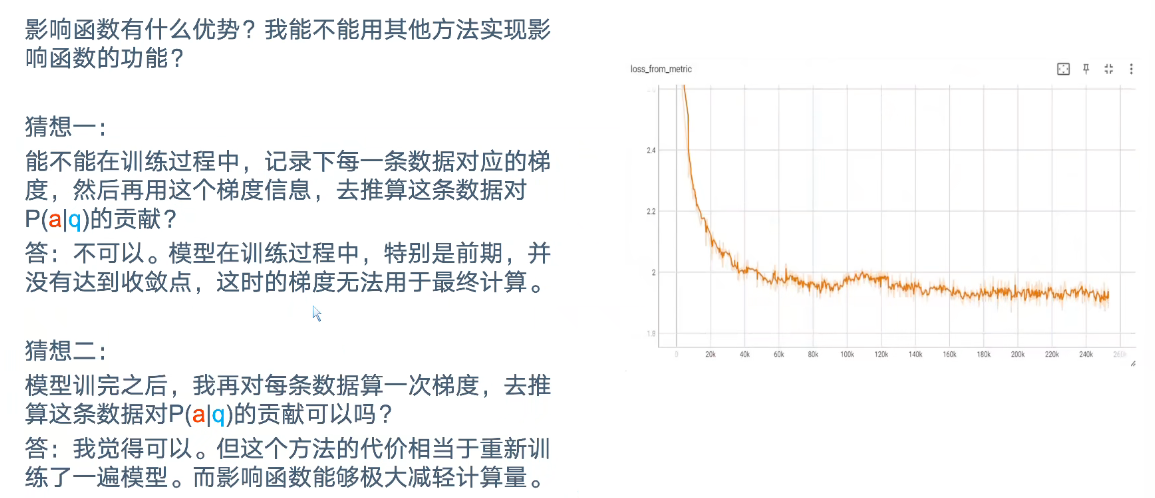 影响函数有什么优势？我能不能用其他方法实现影
响函数的功能？
猜想一：
能不能在训练过程中，记录下每一条数据对应的梯
度，然后再用这个梯度信息，去推算这条数据对
P(a|q)的贡献？
答：不可以。模型在训练过程中，特别是前期，并
没有达到收敛点，这时的梯度无法用于最终计算。
猜想二：
模型训完之后，我再对每条数据算一次梯度，去推
算这条数据对P(a|q)的贡献可以吗？
答：我觉得可以。但这个方法的代价相当于重新训
练了一遍模型。而影响函数能够极大减轻计算量。
loss_from_metric
2.4
2.2
2
1.8
0 20k 40k 60k 80k 100k 120k 140k 160k 180k 200k 220k 240k 260k